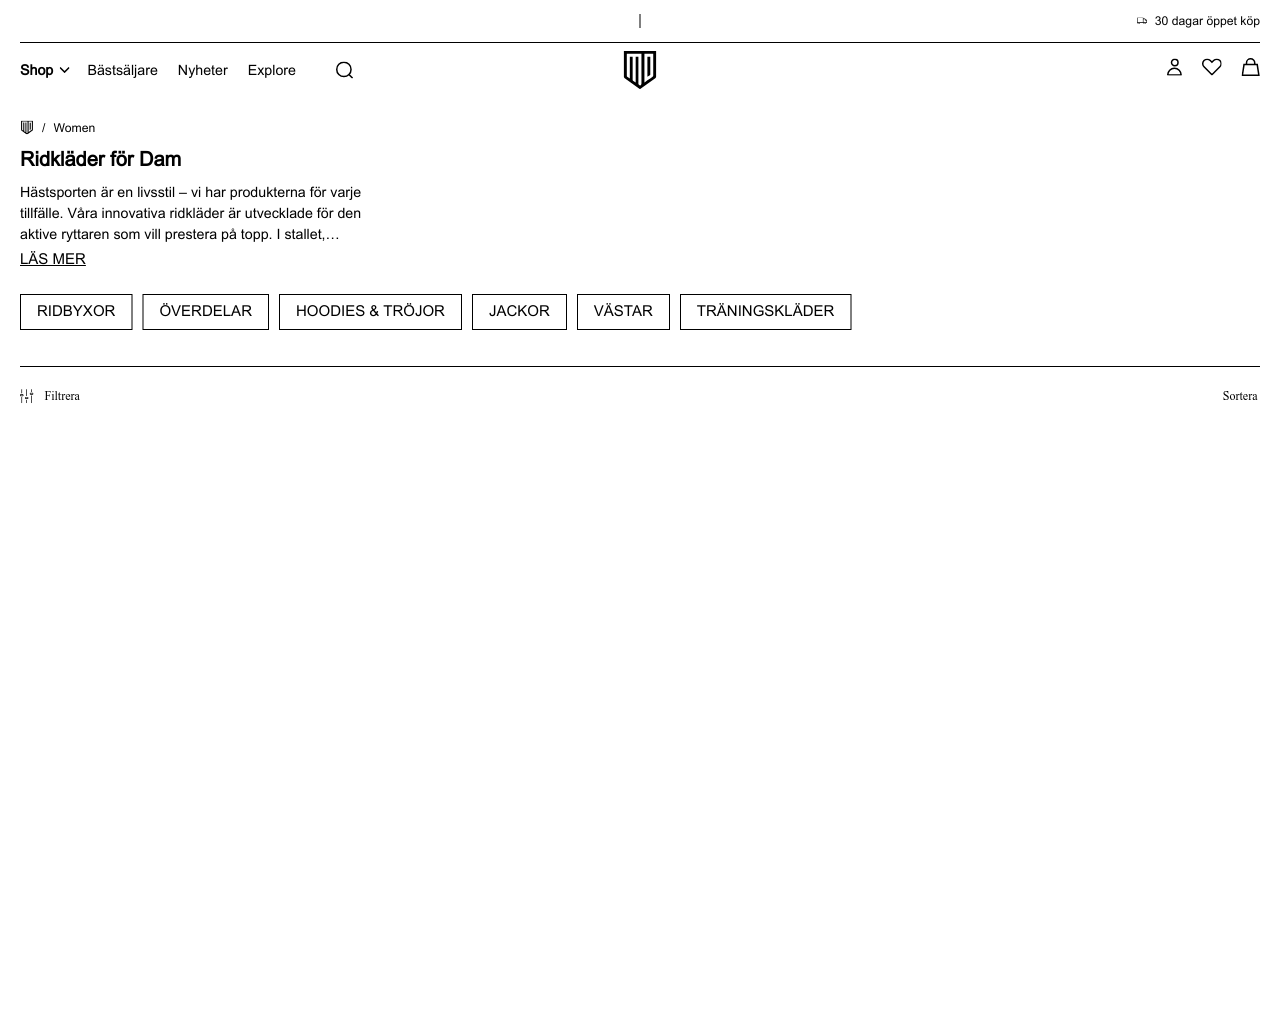 30 dagar öppet köp
Shop Bästsäljare Nyheter Explore
/ Women
Ridkläder för Dam
Hästsporten är en livsstil – vi har produkterna för varje
tillfälle. Våra innovativa ridkläder är utvecklade för den
aktive ryttaren som vill prestera på topp. I stallet,…
LÄS MER
RIDBYXOR ÖVERDELAR HOODIES & TRÖJOR JACKOR VÄSTAR TRÄNINGSKLÄDER
Filtrera Sortera